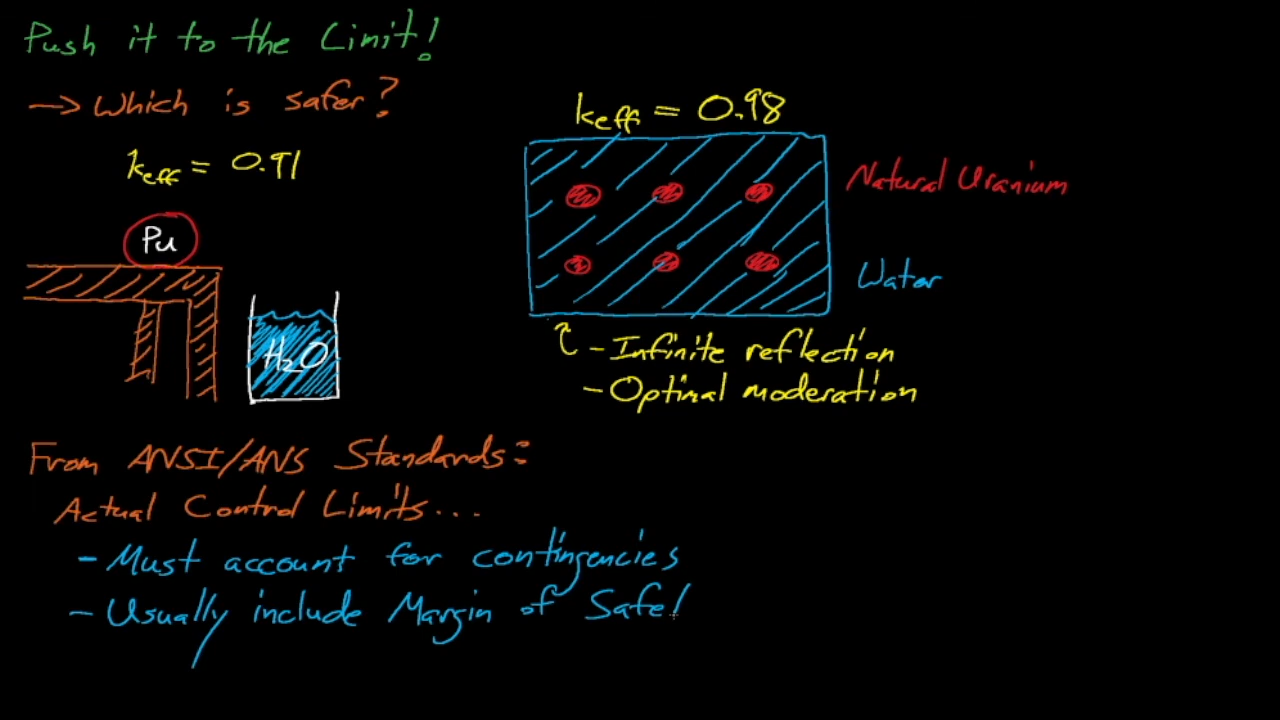 Push it to the Limit!
→ Which is safer?
keff = 0.91
Pu
H₂O
keff = 0.98
Natural Uranium
Water
- Infinite reflection
- Optimal moderation
From ANSI/ANS Standards:
Actual Control Limits...
- Must account for contingencies
- Usually include Margin of Safe